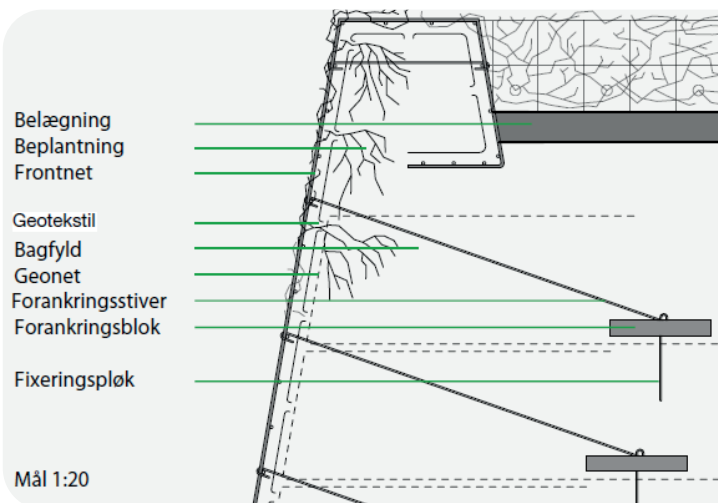 Belægning
Beplantning
Frontnet
Geotekstil
Bagfyld
Geonet
Forankringsstiver
Forankringsblok
Fixeringspløk
Mål 1:20